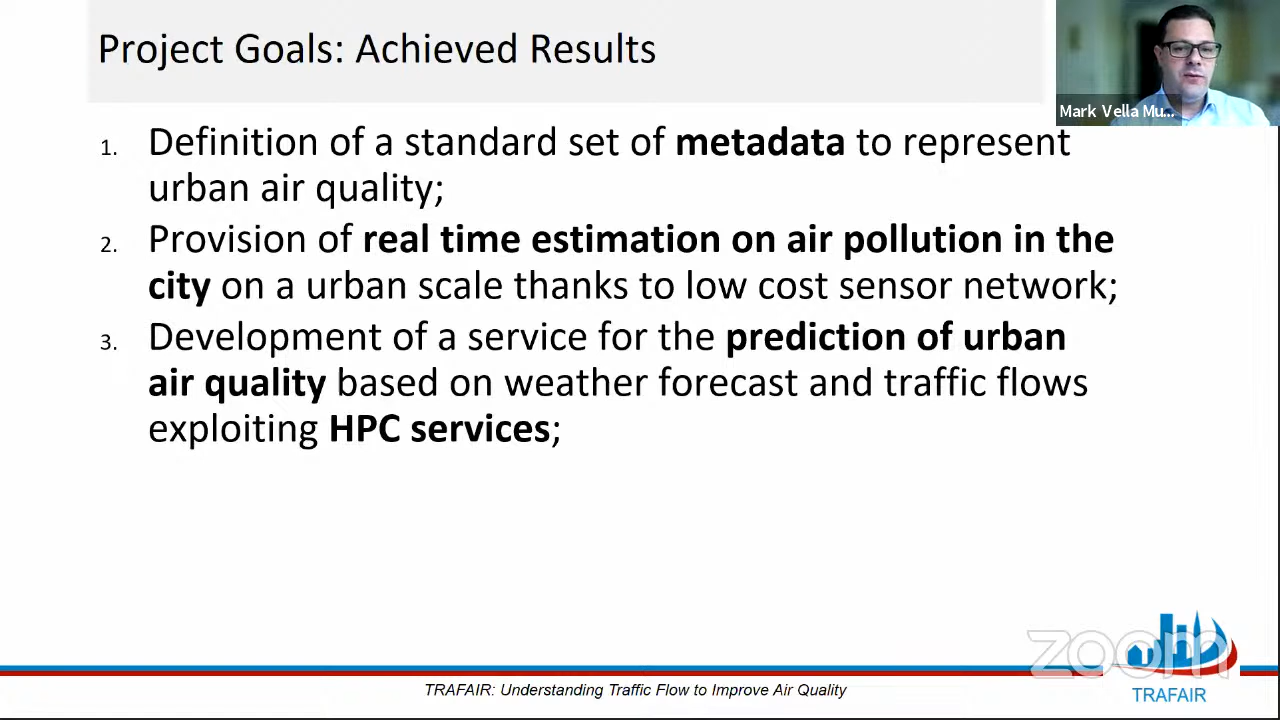 Project Goals: Achieved Results
Mark Vella Mu...
1. Definition of a standard set of metadata to represent
urban air quality;
2. Provision of real time estimation on air pollution in the
city on a urban scale thanks to low cost sensor network;
3. Development of a service for the prediction of urban
air quality based on weather forecast and traffic flows
exploiting HPC services;
zoom
TRAFAIR: Understanding Traffic Flow to Improve Air Quality
TRAFAIR